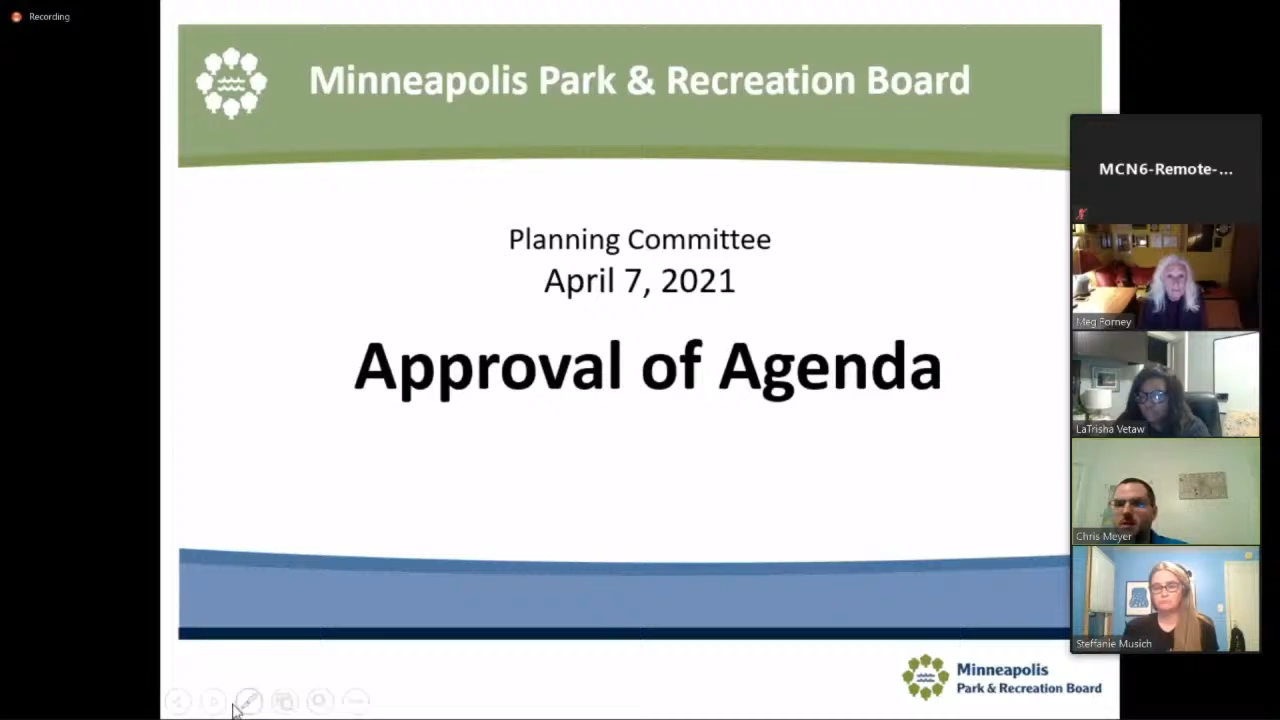 Recording
Minneapolis Park & Recreation Board
Planning Committee
April 7, 2021
Approval of Agenda
MCN6-Remote-...
Meg Forney
LaTrisha Vetaw
Chris Meyer
Steffanie Musich
Minneapolis
Park & Recreation Board